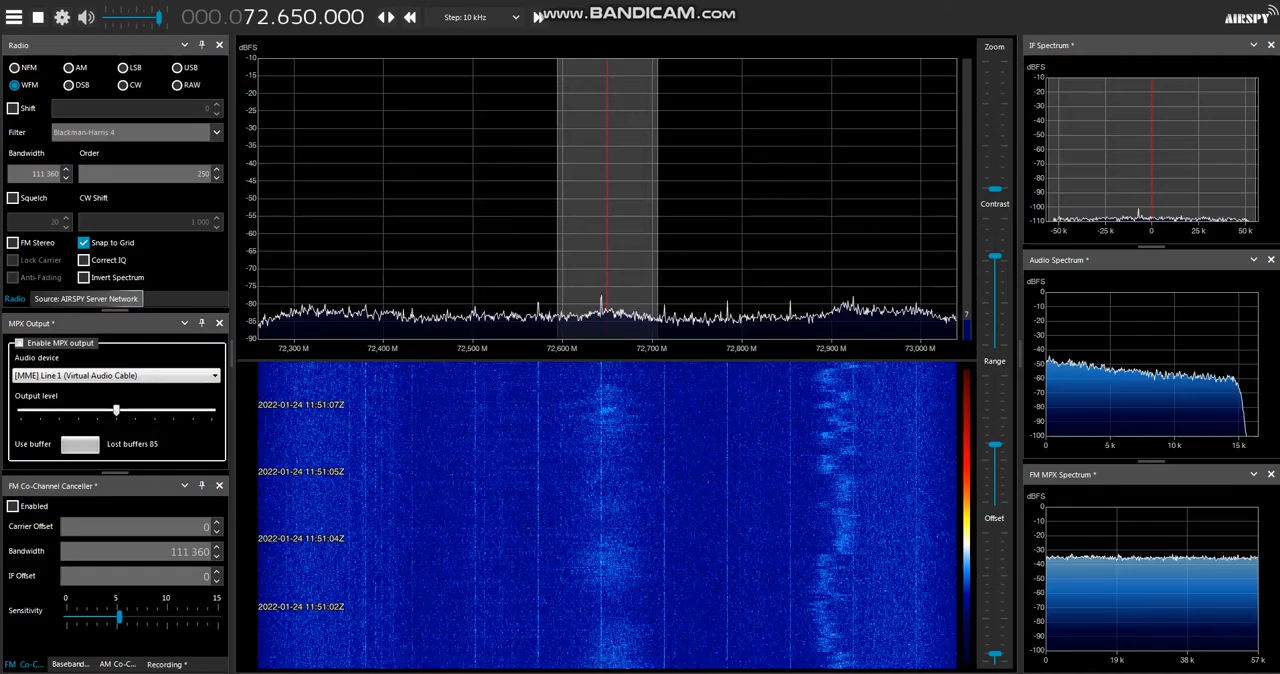 000.072.650.000
Step: 10 kHz
www.BANDICAM.com
AIRSPY
Radio
NFM AM LSB USB
WFM DSB CW RAW
Shift 0
Filter Blackman-Harris 4
Bandwidth Order
111 360 250
Squelch CW Shift
20 1.000
FM Stereo Snap to Grid
Lock Carrier Correct IQ
Anti-Fading Invert Spectrum
Radio Source: AIRSPY Server Network
MPX Output *
Enable MPX output
Audio device
[MME] Line 1 (Virtual Audio Cable)
Output level
Use buffer Lost buffers 85
FM Co-Channel Canceller *
Enabled
Carrier Offset 0
Bandwidth 111 360
IF Offset 0
0 5 10 15
Sensitivity
FM Co-C... Baseband... AM Co-C... Recording *
dBFS
-10
-15
-20
-25
-30
-35
-40
-45
-50
-55
-60
-65
-70
-75
-80
-85
-90
7
72,300 M 72,400 M 72,500 M 72,600 M 72,700 M 72,800 M 72,900 M 73,000 M
2022-01-24 11:51:07Z
2022-01-24 11:51:05Z
2022-01-24 11:51:04Z
2022-01-24 11:51:02Z
Zoom
Contrast
Range
Offset
IF Spectrum *
dBFS
-10
-20
-30
-40
-50
-60
-70
-80
-90
-100
-110
-50 k -25 k 0 25 k 50 k
Audio Spectrum *
dBFS
0
-10
-20
-30
-40
-50
-60
-70
-80
-90
-100
0 5 k 10 k 15 k
FM MPX Spectrum *
dBFS
0
-10
-20
-30
-40
-50
-60
-70
-80
-90
-100
0 19 k 38 k 57 k